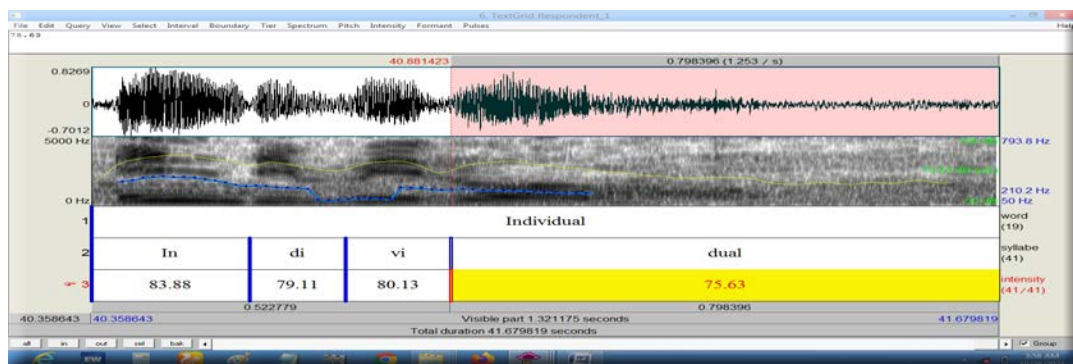 6. TextGrid Respondent_1
File Edit Query View Select Interval Boundary Tier Spectrum Pitch Intensity Formant Pulses Help
75.63
40.881423 0.798396 (1.253 / s)
0.8269
0
-0.7012
5000 Hz 793.8 Hz
210.2 Hz
0 Hz 50 Hz
1 Individual word (19)
2 In di vi dual syllabe (41)
3 83.88 79.11 80.13 75.63 intensity (41/41)
0.522779 0.798396
40.358643 40.358643 Visible part 1.321175 seconds 41.679819
Total duration 41.679819 seconds
all in out sel bak Group